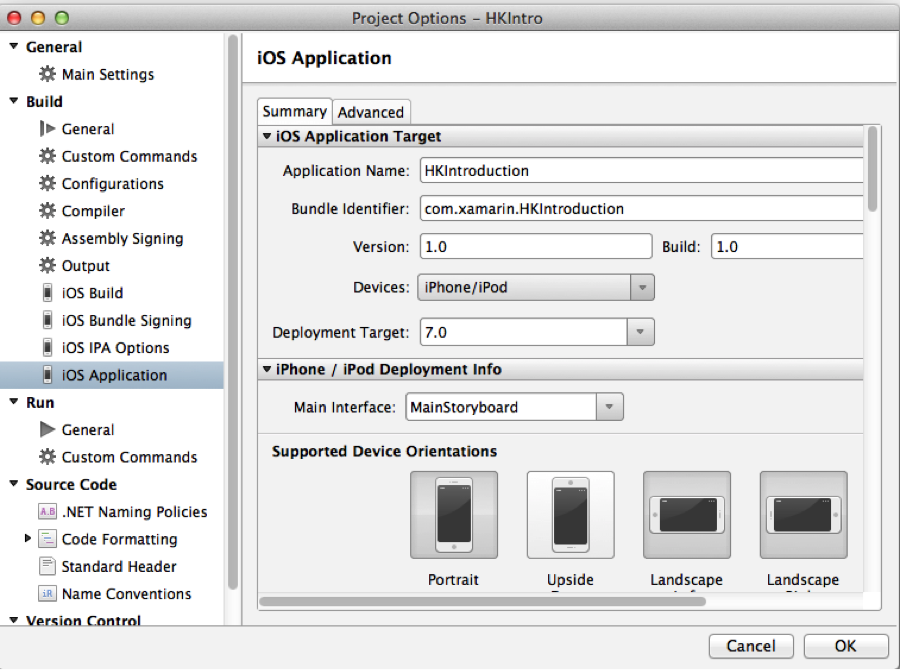 Project Options – HKIntro
General
Main Settings
Build
General
Custom Commands
Configurations
Compiler
Assembly Signing
Output
iOS Build
iOS Bundle Signing
iOS IPA Options
iOS Application
Run
General
Custom Commands
Source Code
A.B .NET Naming Policies
Code Formatting
Standard Header
iR Name Conventions
Version Control
iOS Application
Summary Advanced
iOS Application Target
Application Name: HKIntroduction
Bundle Identifier: com.xamarin.HKIntroduction
Version: 1.0 Build: 1.0
Devices: iPhone/iPod
Deployment Target: 7.0
iPhone / iPod Deployment Info
Main Interface: MainStoryboard
Supported Device Orientations
Portrait Upside Landscape Landscape
Cancel OK